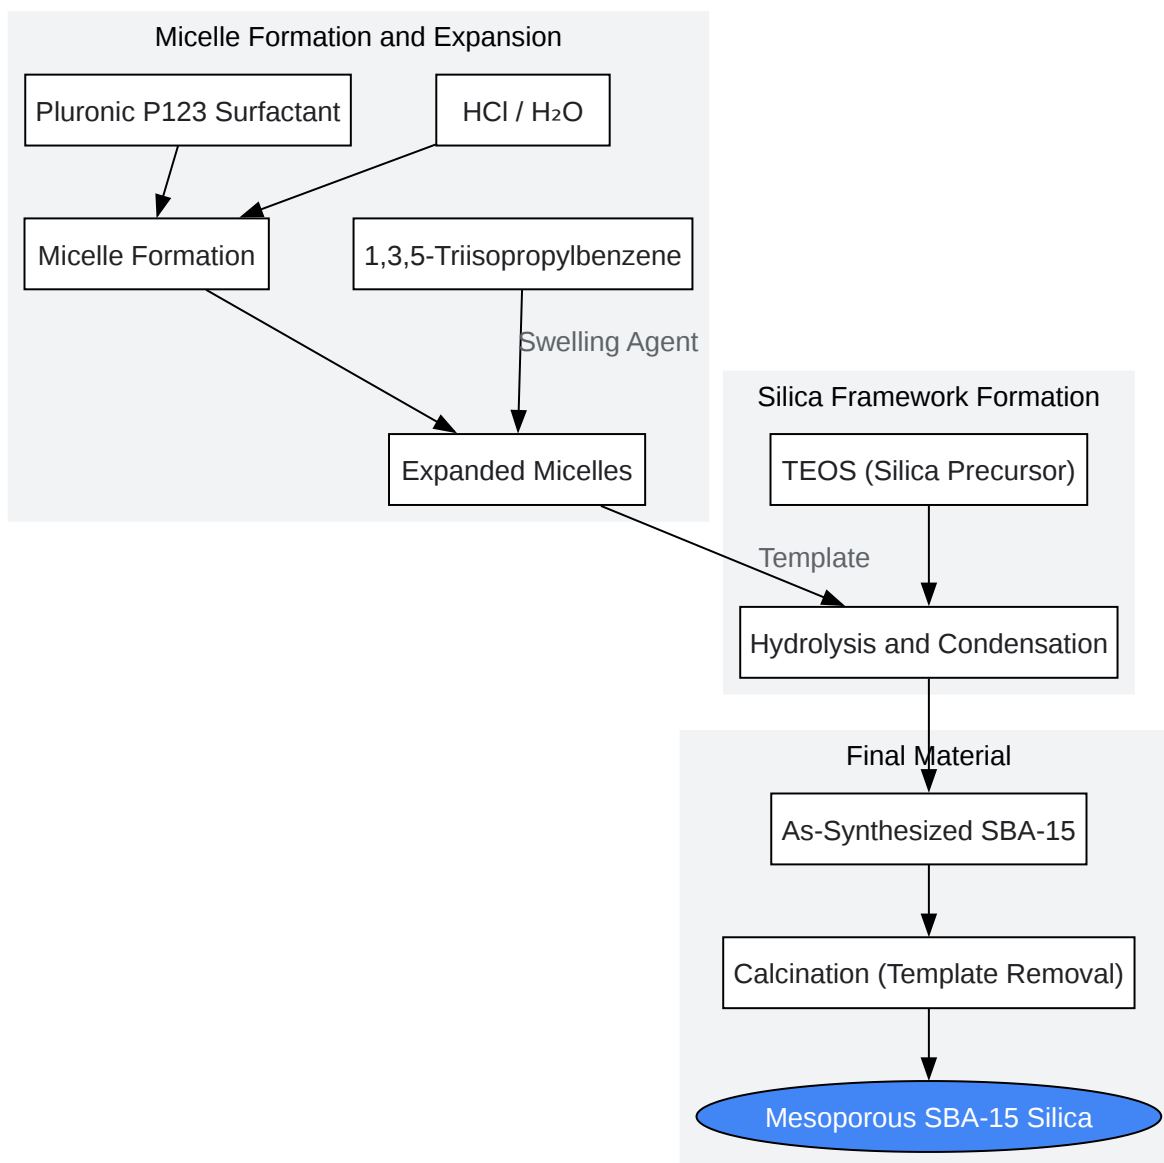 Micelle Formation and Expansion
Pluronic P123 Surfactant
HCl / H₂O
Micelle Formation
1,3,5-Triisopropylbenzene
Swelling Agent
Expanded Micelles
Silica Framework Formation
TEOS (Silica Precursor)
Template
Hydrolysis and Condensation
Final Material
As-Synthesized SBA-15
Calcination (Template Removal)
Mesoporous SBA-15 Silica